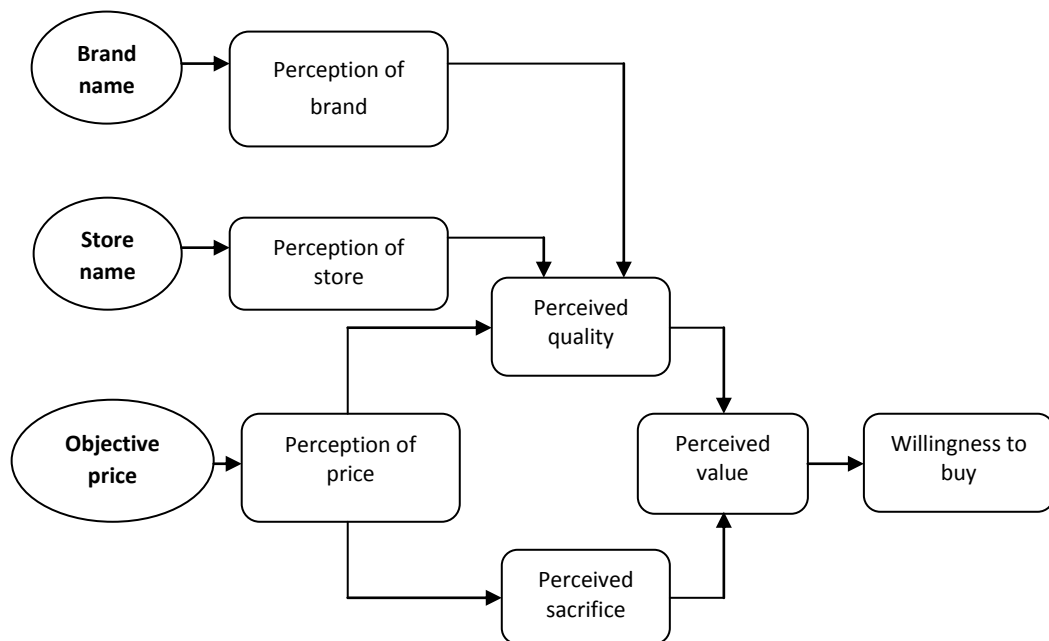 Brand
name
Perception of
brand
Store
name
Perception of
store
Perceived
quality
Objective
price
Perception of
price
Perceived
value
Willingness to
buy
Perceived
sacrifice